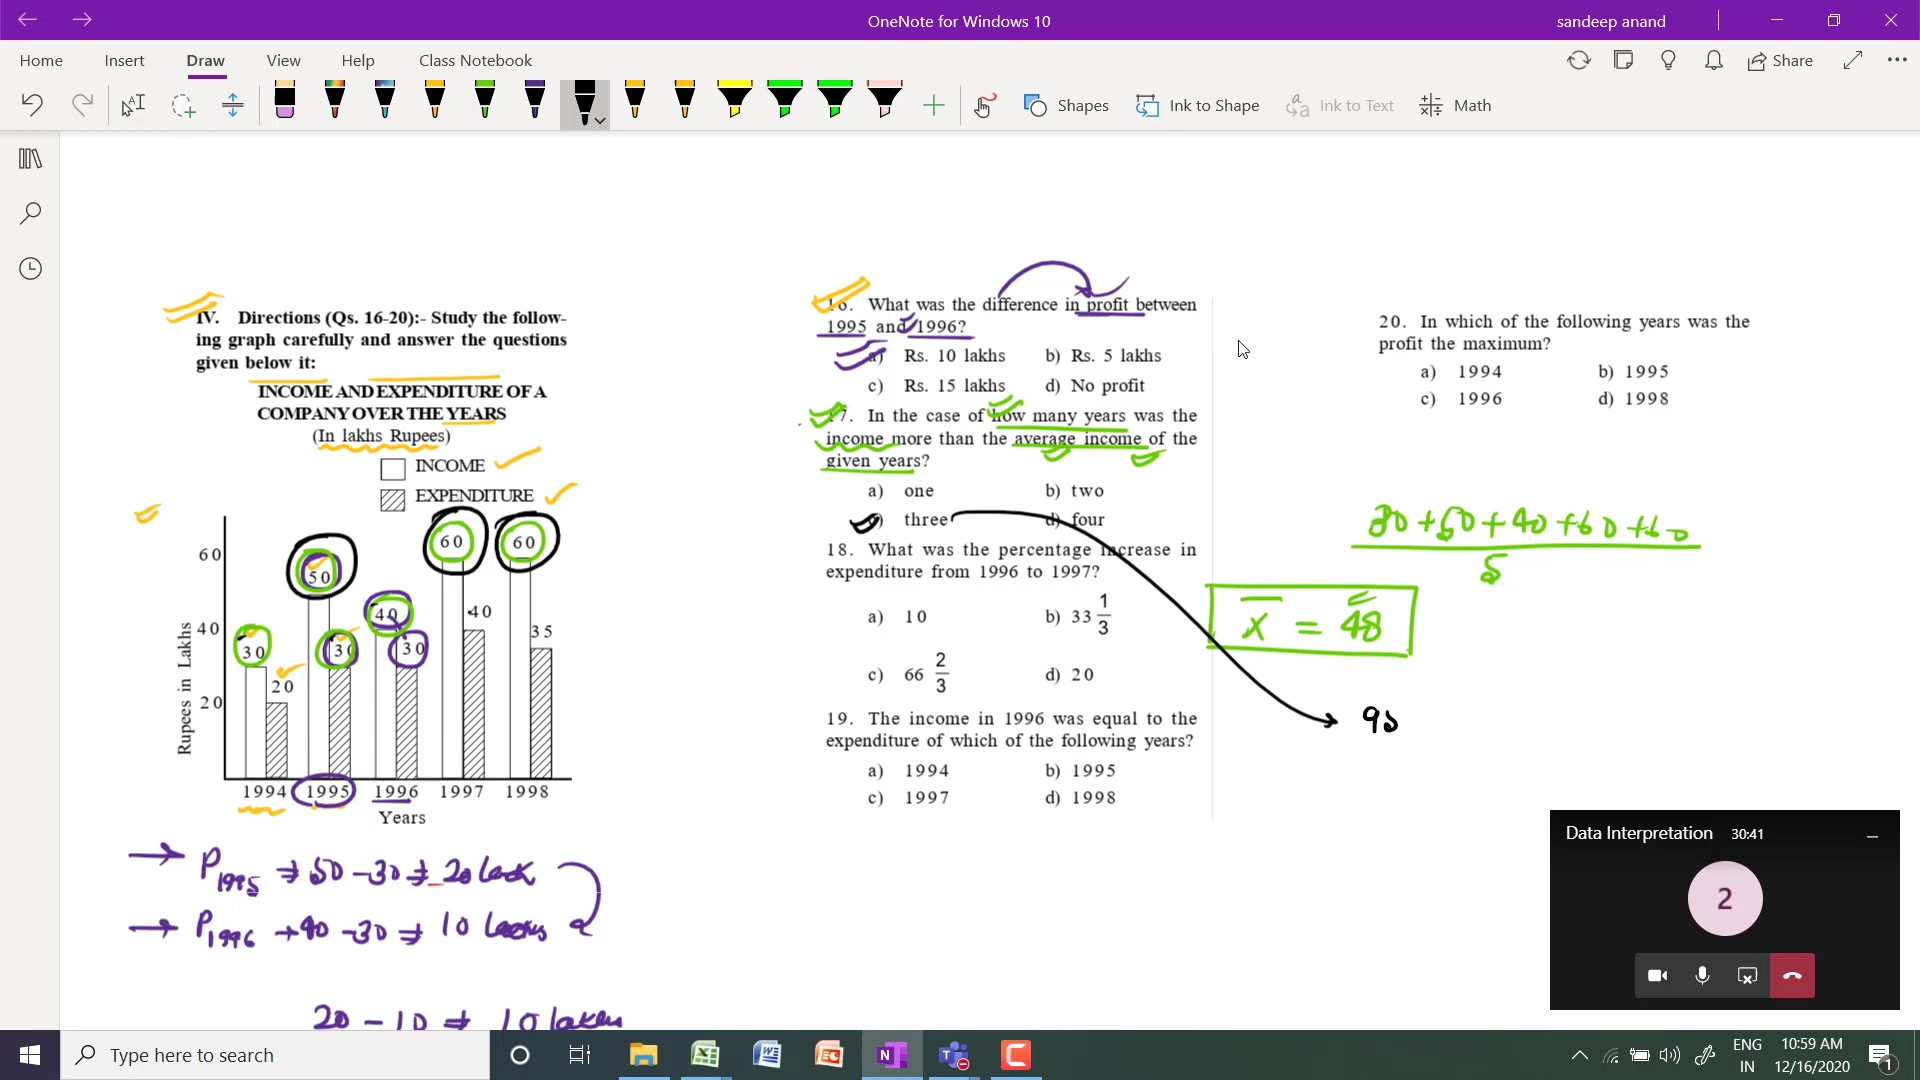 OneNote for Windows 10
sandeep anand
Home Insert Draw View Help Class Notebook
Share
Shapes Ink to Shape Ink to Text Math
IV. Directions (Qs. 16-20):- Study the follow-
ing graph carefully and answer the questions
given below it:
INCOME AND EXPENDITURE OF A
COMPANY OVER THE YEARS
(In lakhs Rupees)
INCOME
EXPENDITURE
Rupees in Lakhs
60
40
20
30 20
50 30
40 30
60 40
60 35
1994 1995 1996 1997 1998
Years
P1995 ⇒ 50 - 30 ⇒ 20 lakh
P1996 → 40 - 30 ⇒ 10 lakhs
20 - 10 ⇒ 10 lakhs
16. What was the difference in profit between
1995 and 1996?
a) Rs. 10 lakhs b) Rs. 5 lakhs
c) Rs. 15 lakhs d) No profit
17. In the case of how many years was the
income more than the average income of the
given years?
a) one b) two
c) three d) four
18. What was the percentage increase in
expenditure from 1996 to 1997?
a) 10 b) 33 1/3
c) 66 2/3 d) 20
19. The income in 1996 was equal to the
expenditure of which of the following years?
a) 1994 b) 1995
c) 1997 d) 1998
20. In which of the following years was the
profit the maximum?
a) 1994 b) 1995
c) 1996 d) 1998
30 + 50 + 40 + 60 + 60
5
x̄ = 48
Data Interpretation 30:41
2
Type here to search
ENG
IN
10:59 AM
12/16/2020
1